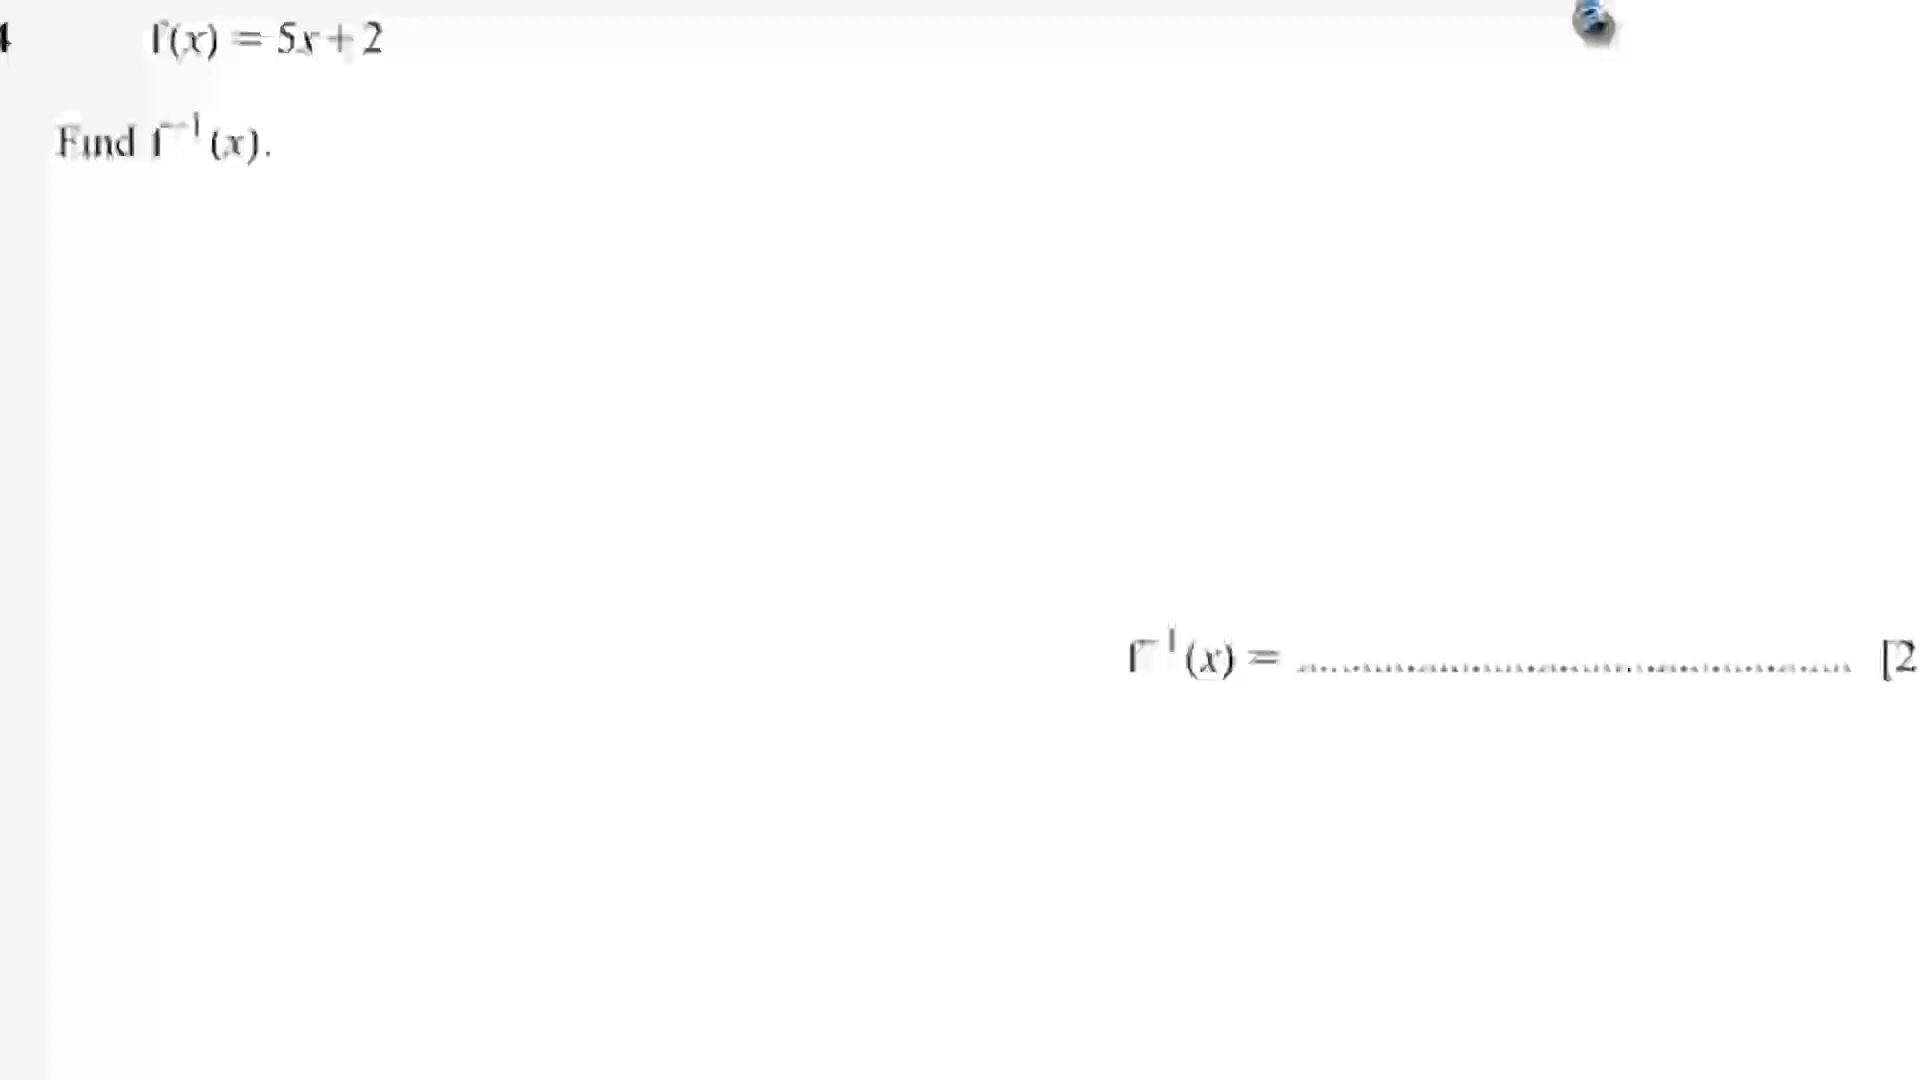 4 f(x) = 5x + 2
Find f⁻¹(x).
f⁻¹(x) = ........................................ [2